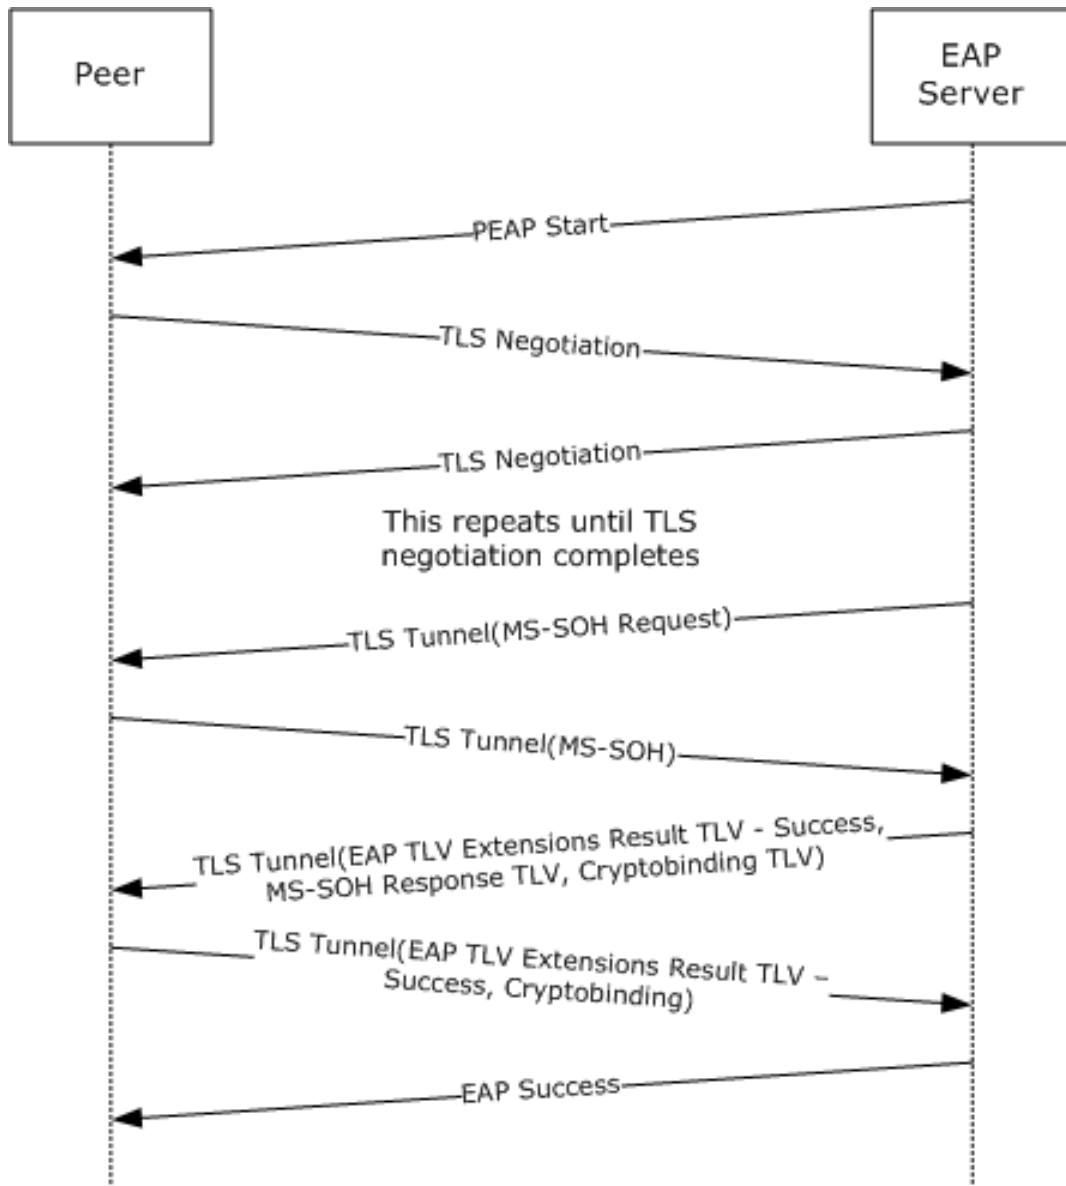 Peer
EAP
Server
PEAP Start
TLS Negotiation
TLS Negotiation
This repeats until TLS
negotiation completes
TLS Tunnel(MS-SOH Request)
TLS Tunnel(MS-SOH)
TLS Tunnel(EAP TLV Extensions Result TLV - Success,
MS-SOH Response TLV, Cryptobinding TLV)
TLS Tunnel(EAP TLV Extensions Result TLV –
Success, Cryptobinding)
EAP Success